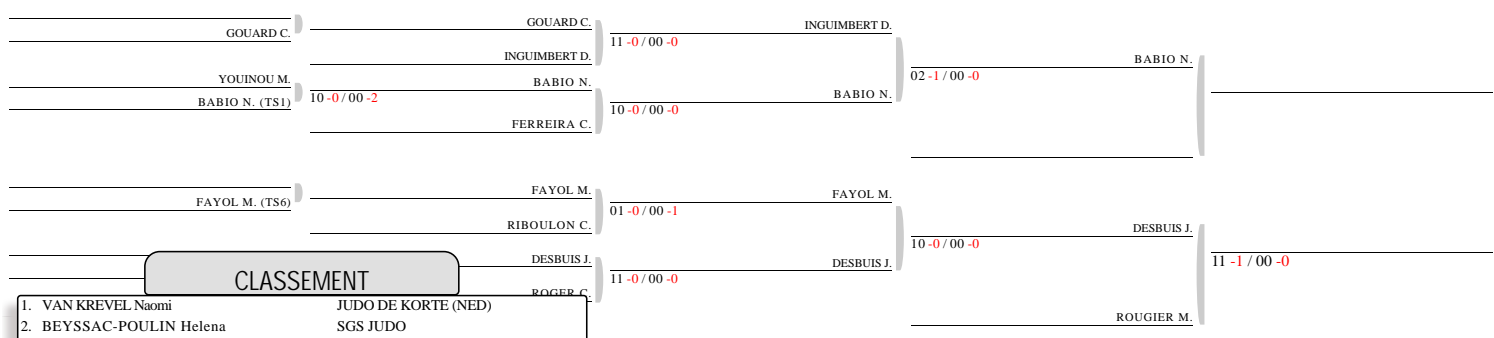 GOUARD C.
YOUINOU M.
BABIO N. (TS1)
FAYOL M. (TS6)
GOUARD C.
INGUIMBERT D.
BABIO N.
10 -0 / 00 -2
FERREIRA C.
FAYOL M.
RIBOULON C.
DESBUIS J.
ROGER C.
INGUIMBERT D.
11 -0 / 00 -0
BABIO N.
10 -0 / 00 -0
FAYOL M.
01 -0 / 00 -1
DESBUIS J.
11 -0 / 00 -0
BABIO N.
02 -1 / 00 -0
DESBUIS J.
10 -0 / 00 -0
ROUGIER M.
11 -1 / 00 -0
CLASSEMENT
1. VAN KREVEL Naomi JUDO DE KORTE (NED)
2. BEYSSAC-POULIN Helena SGS JUDO